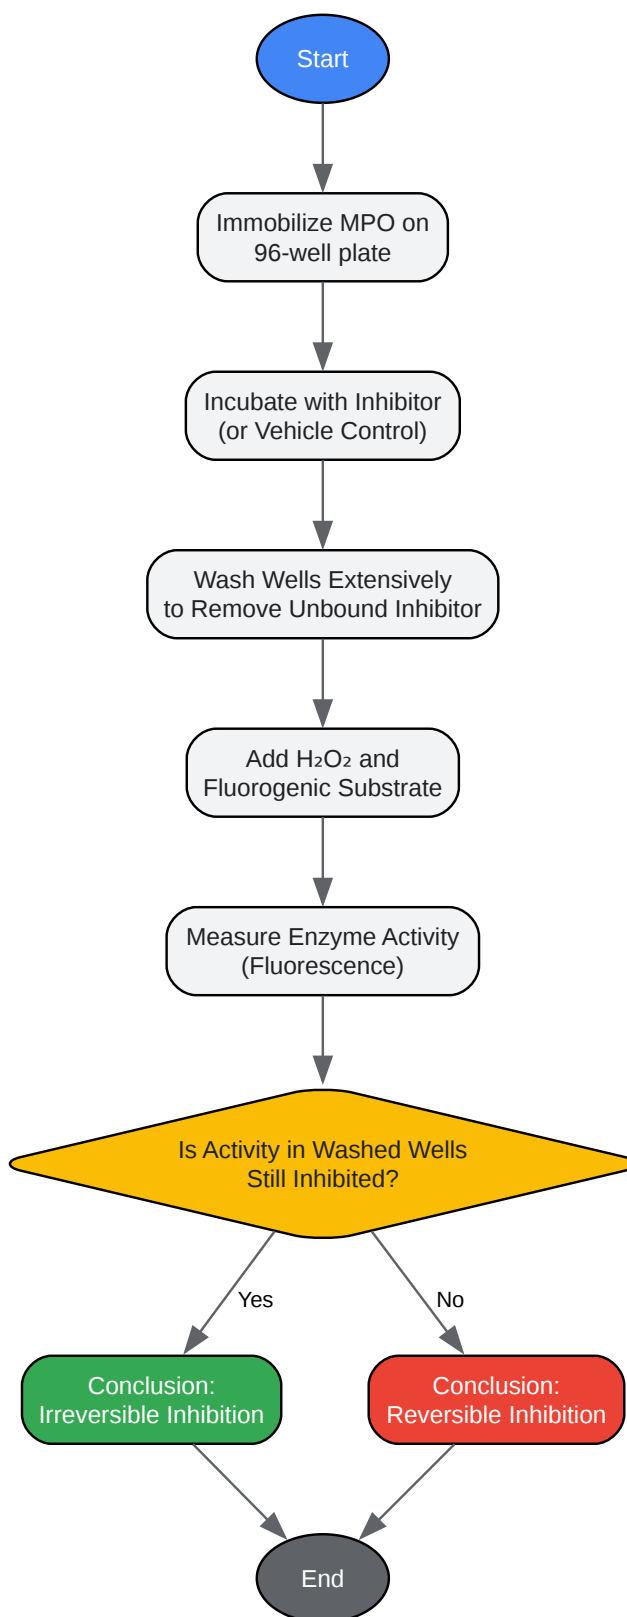 Start
Immobilize MPO on
96-well plate
Incubate with Inhibitor
(or Vehicle Control)
Wash Wells Extensively
to Remove Unbound Inhibitor
Add H₂O₂ and
Fluorogenic Substrate
Measure Enzyme Activity
(Fluorescence)
Is Activity in Washed Wells
Still Inhibited?
Yes
No
Conclusion:
Irreversible Inhibition
Conclusion:
Reversible Inhibition
End